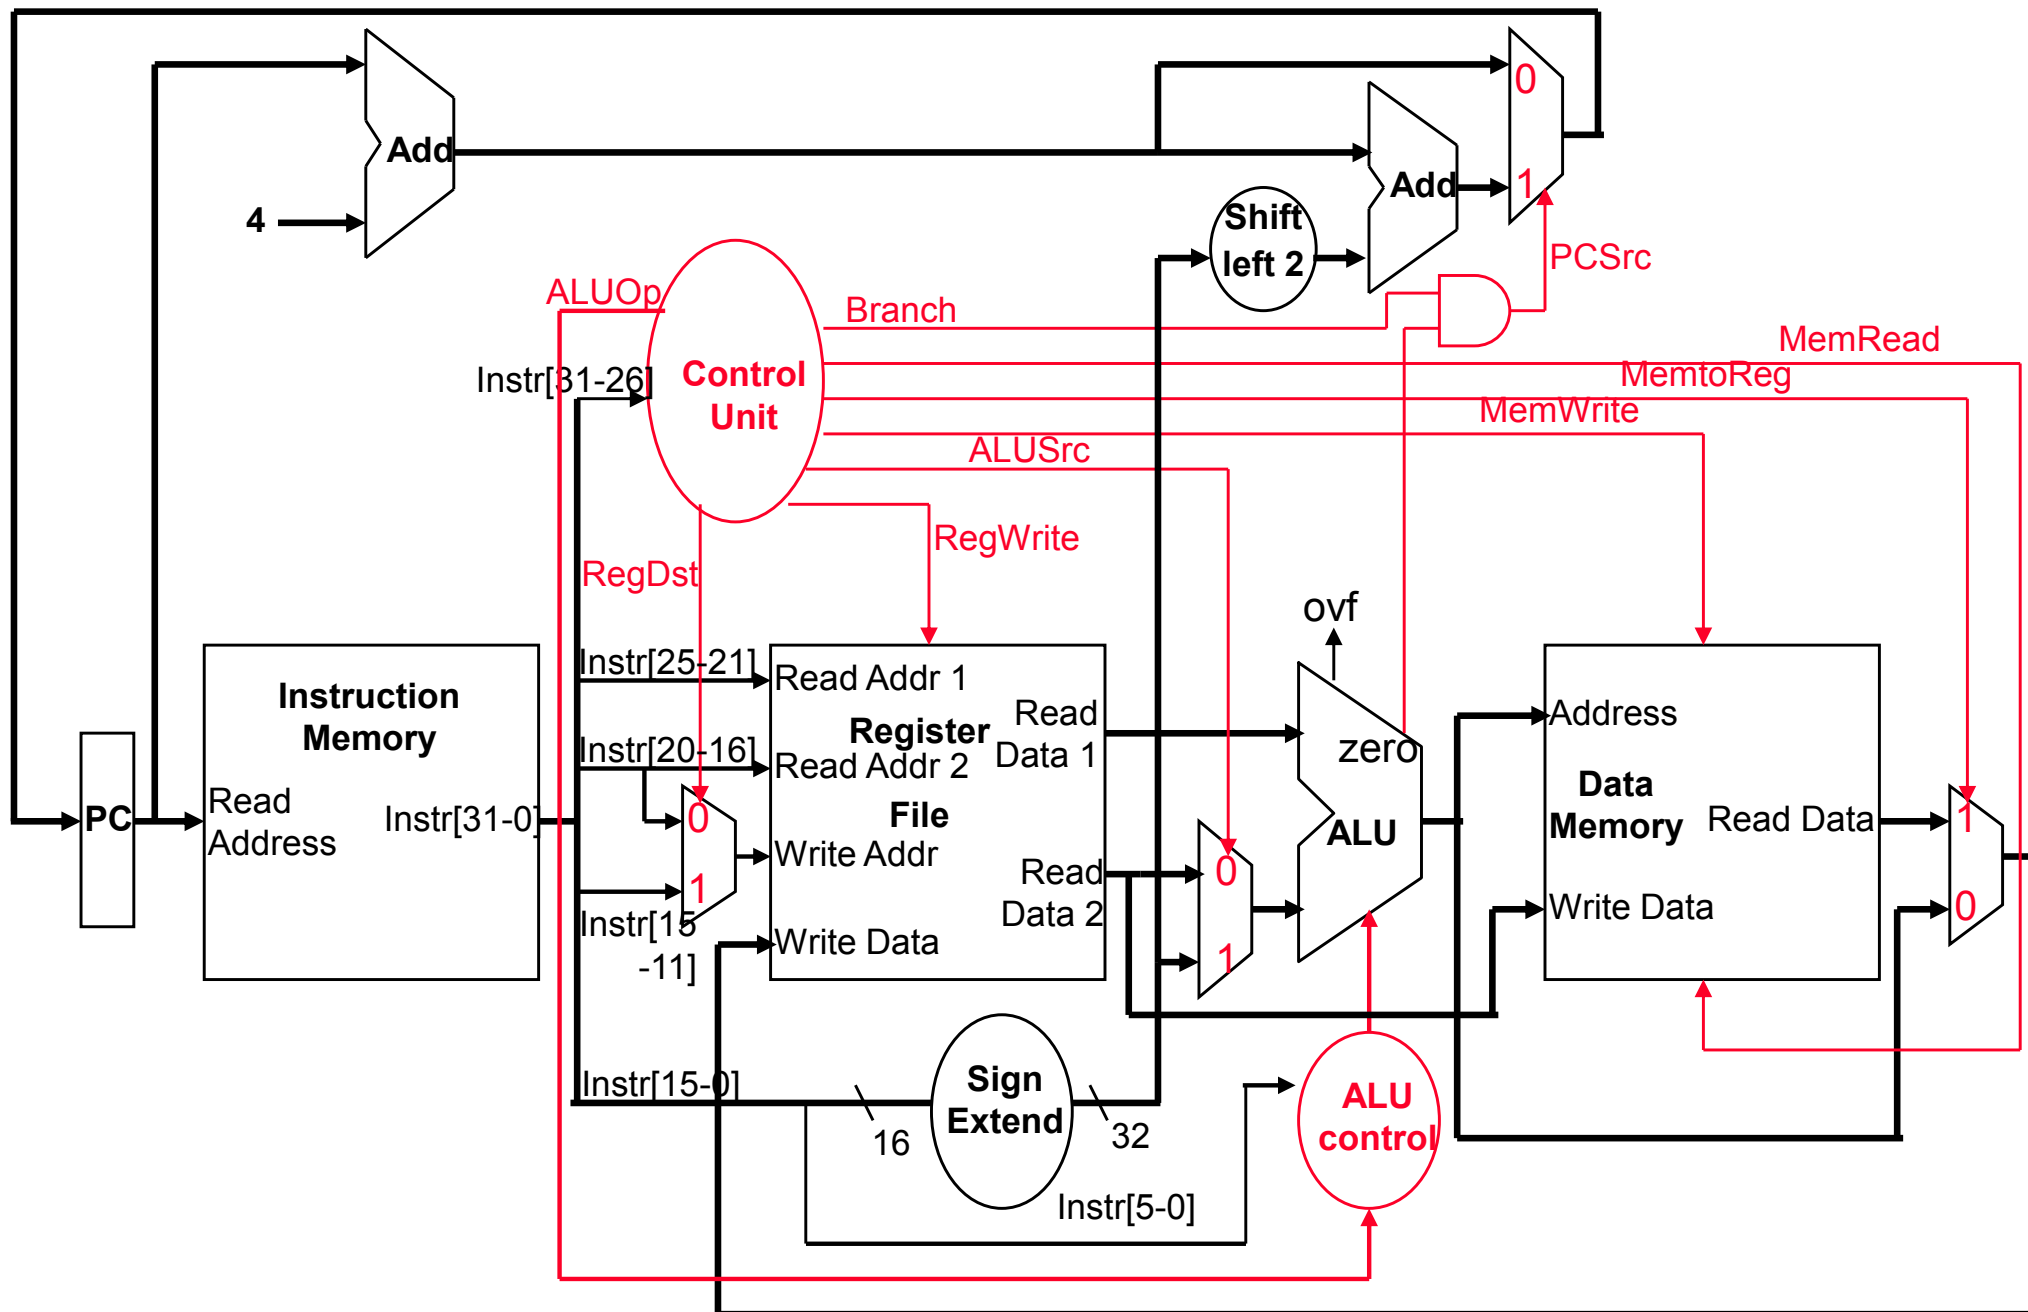 0
Add
1
Add
4
Shift
left 2
PCSrc
ALUOp
Branch
MemRead
Instr[31-26]
Control
Unit
MemtoReg
MemWrite
ALUSrc
RegWrite
RegDst
ovf
Instr[25-21]
Read Addr 1
Instruction
Memory
Register
Read
Data 1
Address
Instr[20-16]
Read Addr 2
zero
Data
Memory
PC
Read
Address
Instr[31-0]
0
File
ALU
Read Data
1
Write Addr
1
Read
Data 2
0
Write Data
0
Instr[15
-11]
Write Data
1
Instr[15-0]
Sign
Extend
16
32
ALU
control
Instr[5-0]